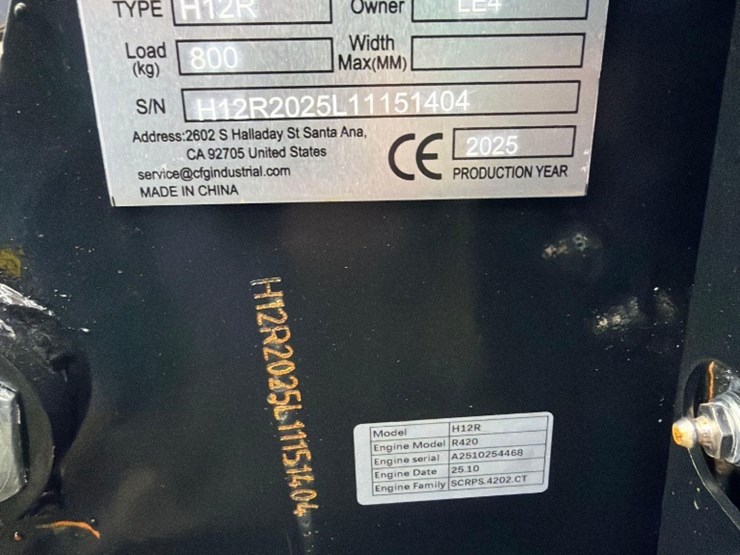 TYPE H12R Owner LE4
Load (kg) 800 Width Max(MM)
S/N H12R2025L11151404
Address:2602 S Halladay St Santa Ana,
CA 92705 United States
service@cfgindustrial.com
MADE IN CHINA
CE 2025
PRODUCTION YEAR
H12R2025L11151404
Model H12R
Engine Model R420
Engine serial A2510254468
Engine Date 25.10
Engine Family SCRPS.4202.CT